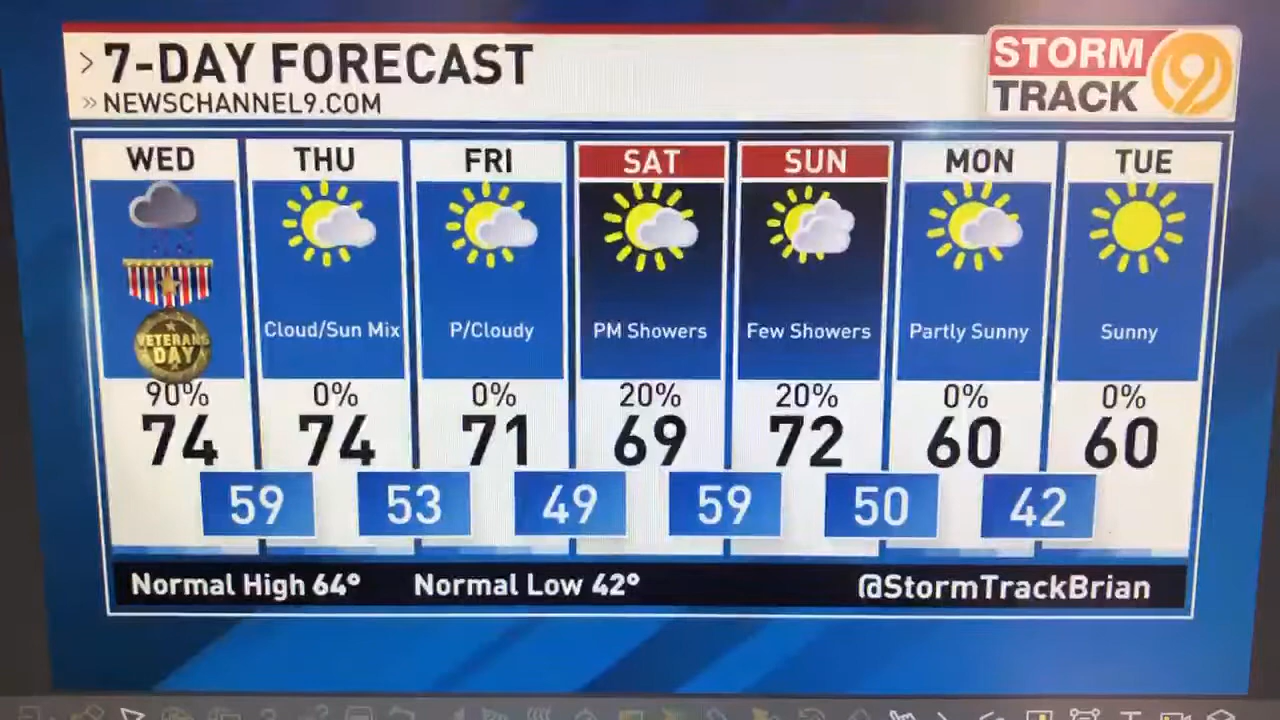 > 7-DAY FORECAST
» NEWSCHANNEL9.COM
STORM
TRACK 9
WED THU FRI SAT SUN MON TUE
VETERANS
DAY
Cloud/Sun Mix P/Cloudy PM Showers Few Showers Partly Sunny Sunny
90% 0% 0% 20% 20% 0% 0%
74 74 71 69 72 60 60
59 53 49 59 50 42
Normal High 64° Normal Low 42° @StormTrackBrian